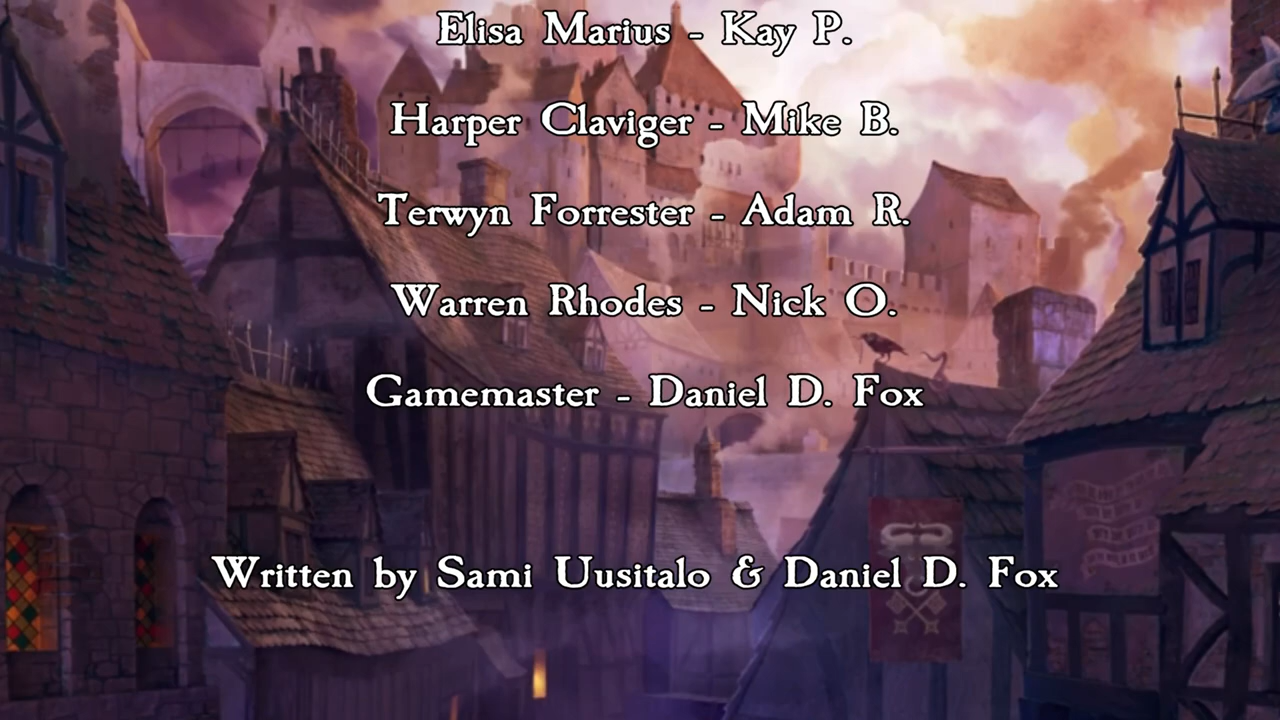 Elisa Marius - Kay P.
Harper Claviger - Mike B.
Terwyn Forrester - Adam R.
Warren Rhodes - Nick O.
Gamemaster - Daniel D. Fox
Written by Sami Uusitalo & Daniel D. Fox